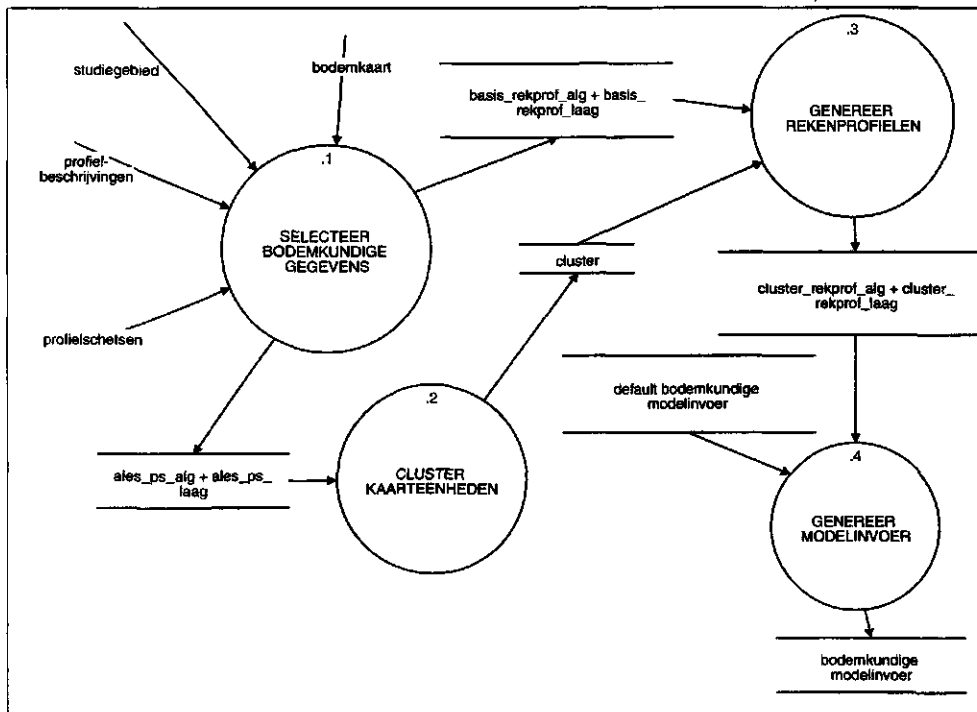 studiegebied
bodemkaart
profiel-
beschrijvingen
profielschetsen
.1
SELECTEER
BODEMKUNDIGE
GEGEVENS
basis_rekprof_alg + basis_
rekprof_laag
.3
GENEREER
REKENPROFIELEN
cluster
cluster_rekprof_alg + cluster_
rekprof_laag
default bodemkundige
modelinvoer
ales_ps_alg + ales_ps_
laag
.2
CLUSTER
KAARTEENHEDEN
.4
GENEREER
MODELINVOER
bodemkundige
modelinvoer